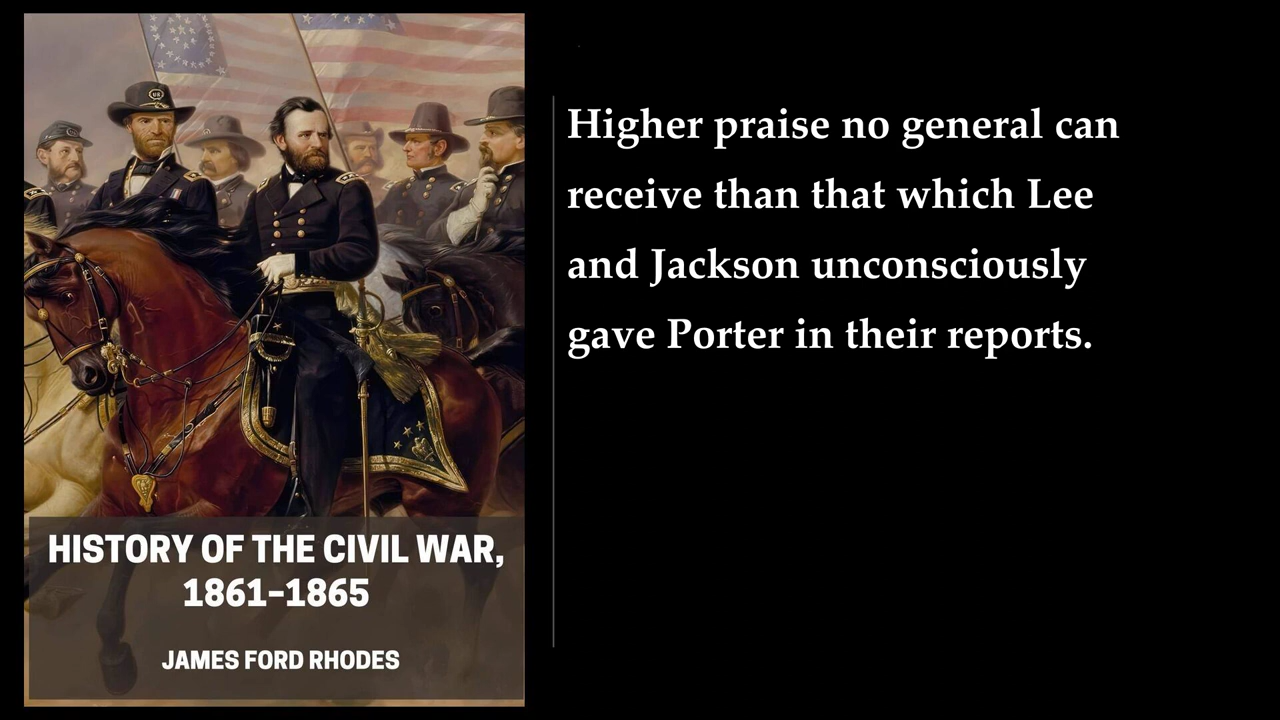 HISTORY OF THE CIVIL WAR,
1861–1865
JAMES FORD RHODES
Higher praise no general can
receive than that which Lee
and Jackson unconsciously
gave Porter in their reports.